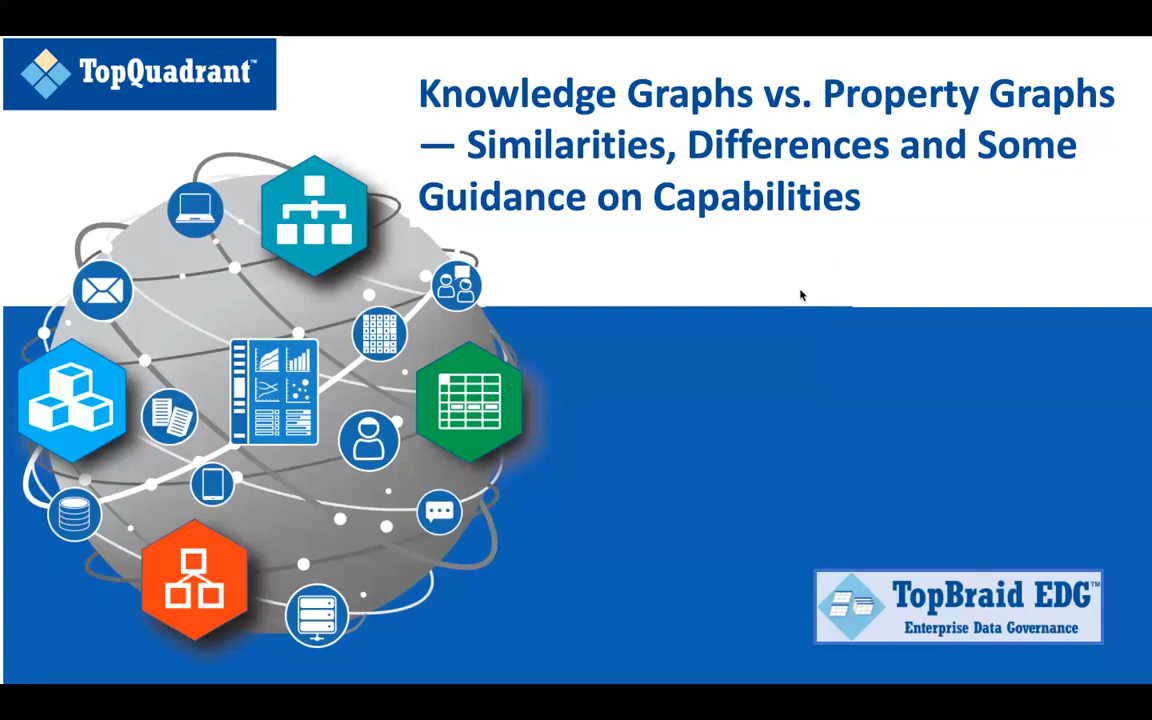 TopQuadrant™
Knowledge Graphs vs. Property Graphs
— Similarities, Differences and Some
Guidance on Capabilities
TopBraid EDG™
Enterprise Data Governance